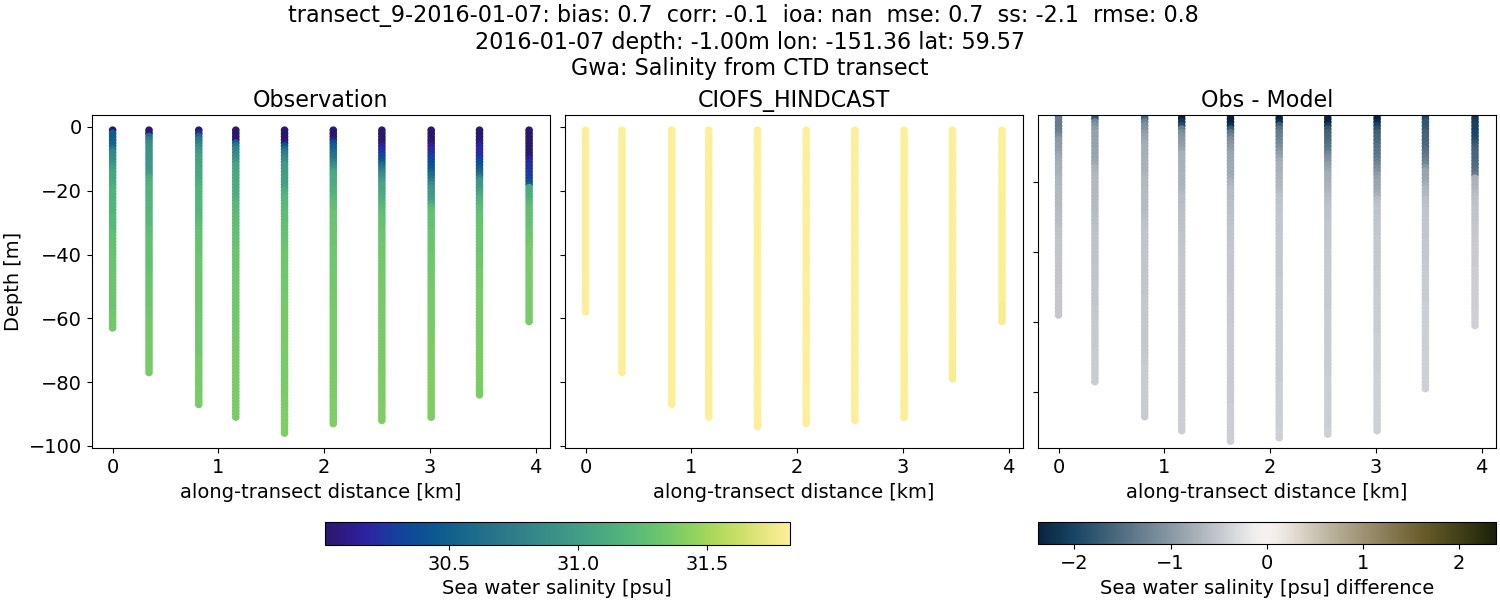 transect_9-2016-01-07: bias: 0.7  corr: -0.1  ioa: nan  mse: 0.7  ss: -2.1  rmse: 0.8
2016-01-07 depth: -1.00m lon: -151.36 lat: 59.57
Gwa: Salinity from CTD transect
Observation
CIOFS_HINDCAST
Obs - Model
Depth [m]
0
−20
−40
−60
−80
−100
0 1 2 3 4
0 1 2 3 4
0 1 2 3 4
along-transect distance [km]
along-transect distance [km]
along-transect distance [km]
30.5 31.0 31.5
Sea water salinity [psu]
−2 −1 0 1 2
Sea water salinity [psu] difference